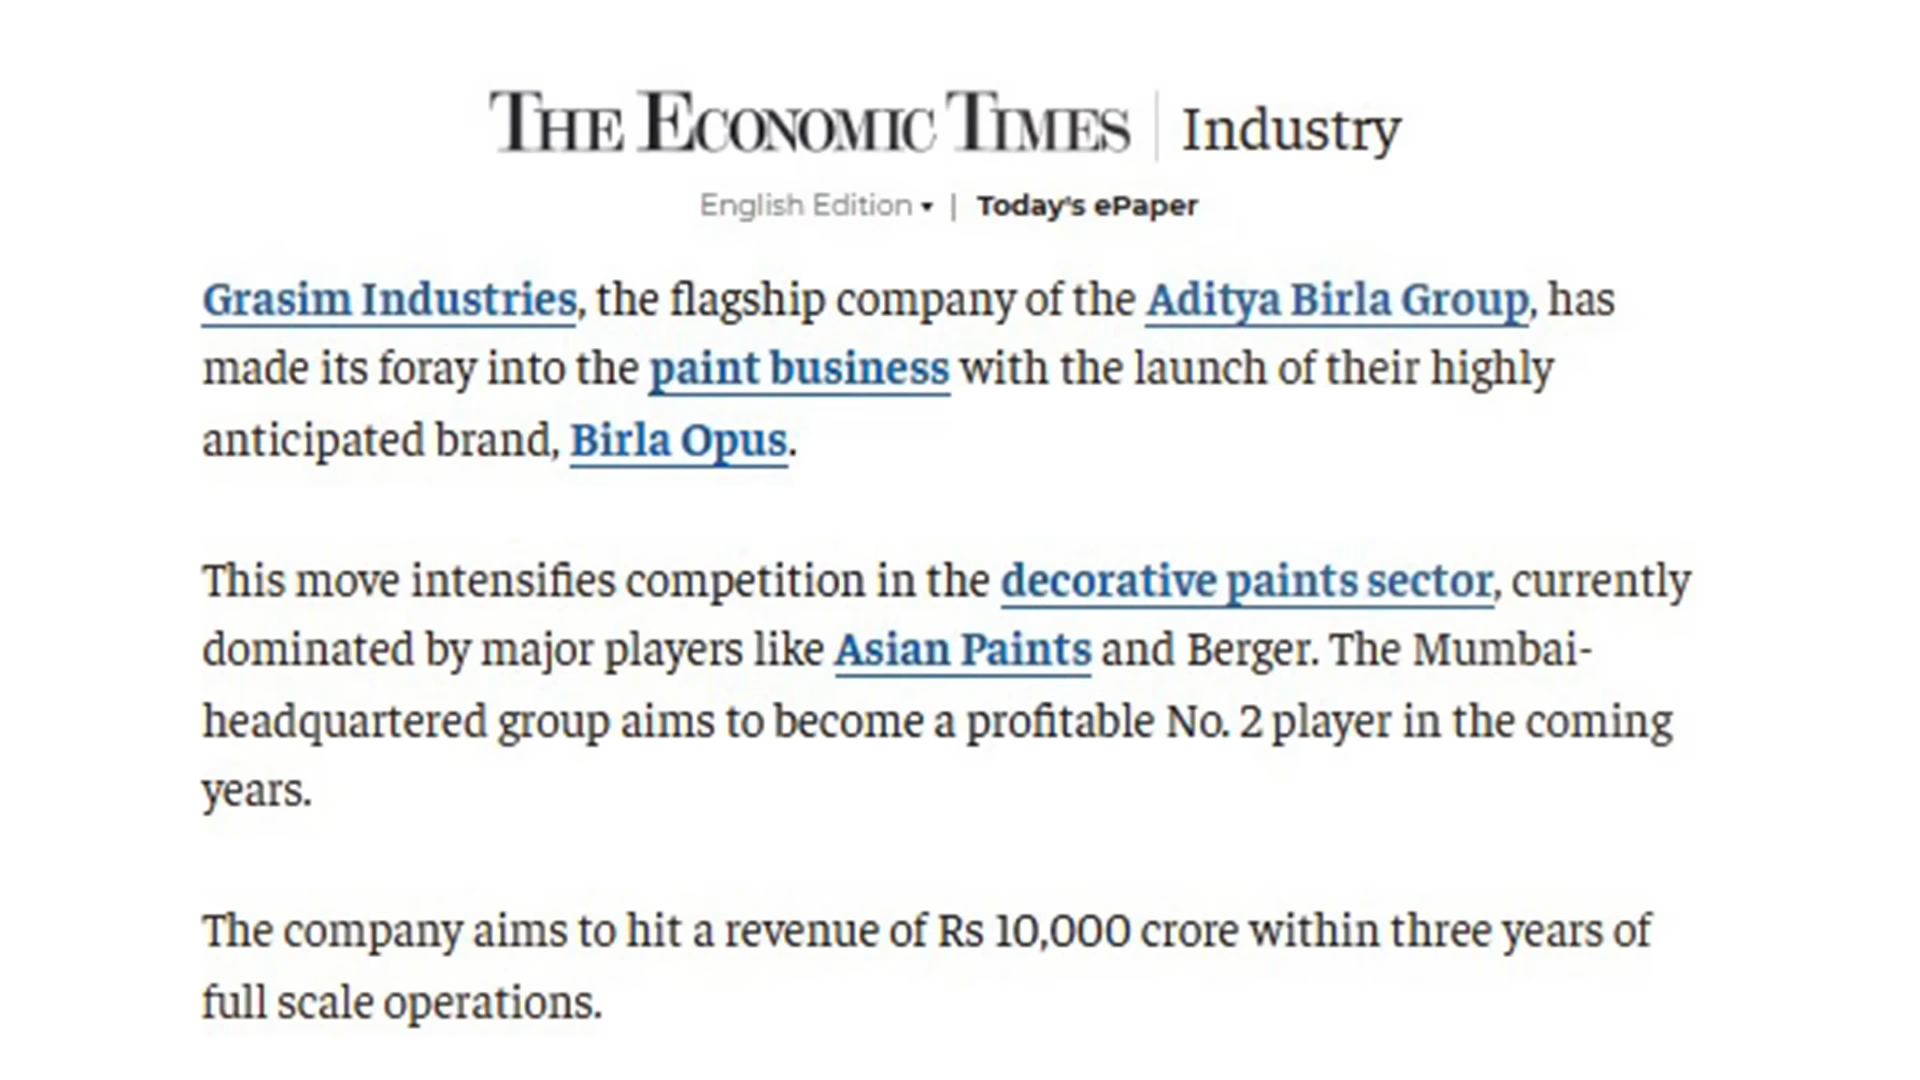 THE ECONOMIC TIMES | Industry
English Edition ▾ | Today's ePaper
Grasim Industries, the flagship company of the Aditya Birla Group, has
made its foray into the paint business with the launch of their highly
anticipated brand, Birla Opus.
This move intensifies competition in the decorative paints sector, currently
dominated by major players like Asian Paints and Berger. The Mumbai-
headquartered group aims to become a profitable No. 2 player in the coming
years.
The company aims to hit a revenue of Rs 10,000 crore within three years of
full scale operations.